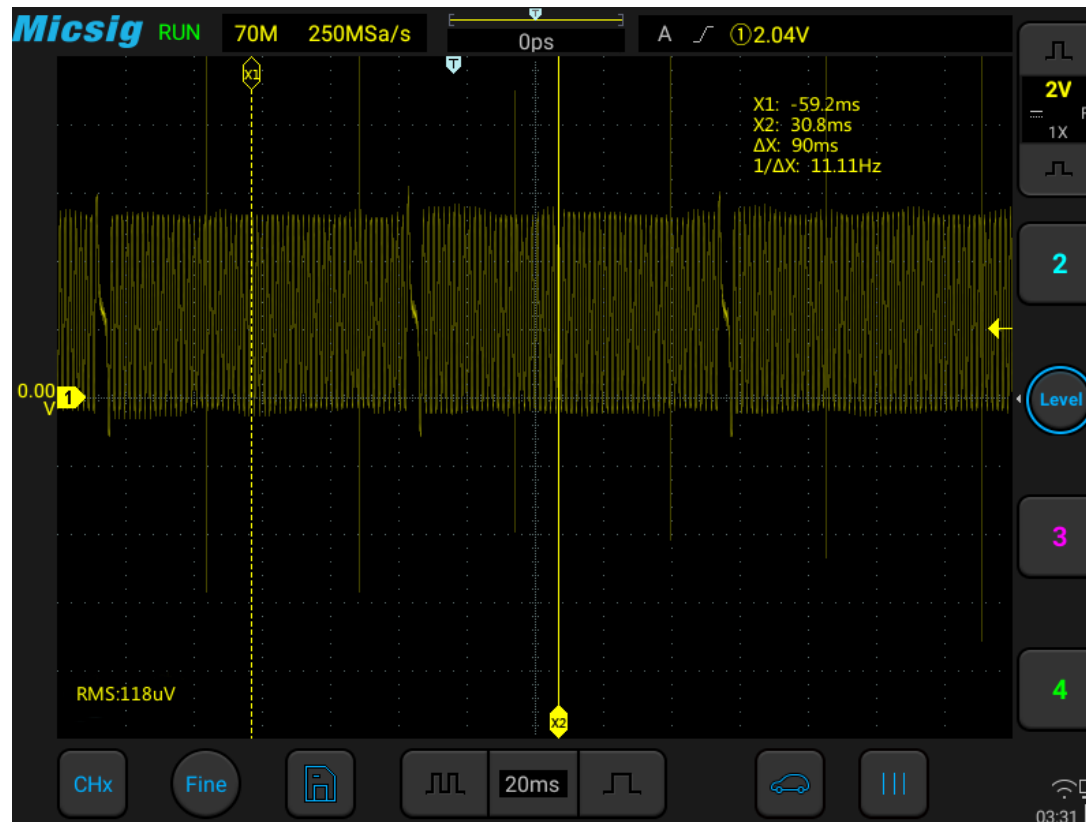 Micsig RUN 70M 250MSa/s T 0ps A ①2.04V
X1 T
X1: -59.2ms
X2: 30.8ms
ΔX: 90ms
1/ΔX: 11.11Hz
2V
1X
2
0.00
V 1
Level
3
4
RMS:118uV
X2
CHx Fine 20ms
03:31